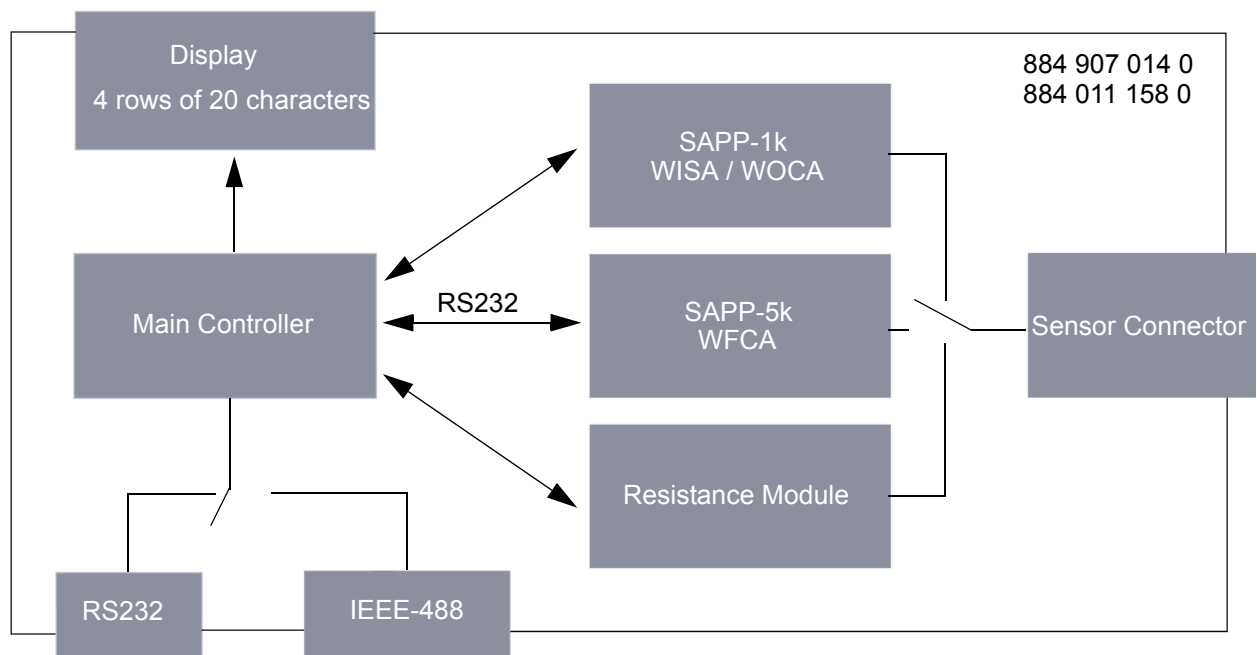 Display
4 rows of 20 characters
884 907 014 0
884 011 158 0
SAPP-1k
WISA / WOCA
Main Controller
RS232
SAPP-5k
WFCA
Sensor Connector
Resistance Module
RS232
IEEE-488